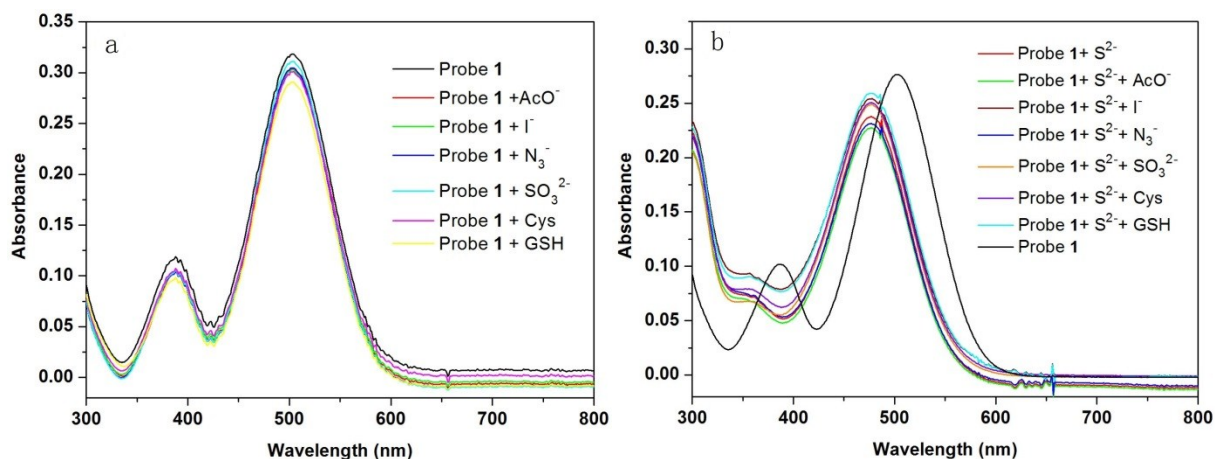 a
0.35
0.30
0.25
0.20
0.15
0.10
0.05
0.00
Absorbance
300 400 500 600 700 800
Wavelength (nm)
Probe 1
Probe 1 +AcO⁻
Probe 1 + I⁻
Probe 1 + N₃⁻
Probe 1 + SO₃²⁻
Probe 1 + Cys
Probe 1 + GSH
b
0.30
0.25
0.20
0.15
0.10
0.05
0.00
Absorbance
300 400 500 600 700 800
Wavelength (nm)
Probe 1+ S²⁻
Probe 1+ S²⁻+ AcO⁻
Probe 1+ S²⁻+ I⁻
Probe 1+ S²⁻+ N₃⁻
Probe 1+ S²⁻+ SO₃²⁻
Probe 1+ S²⁻+ Cys
Probe 1+ S²⁻+ GSH
Probe 1